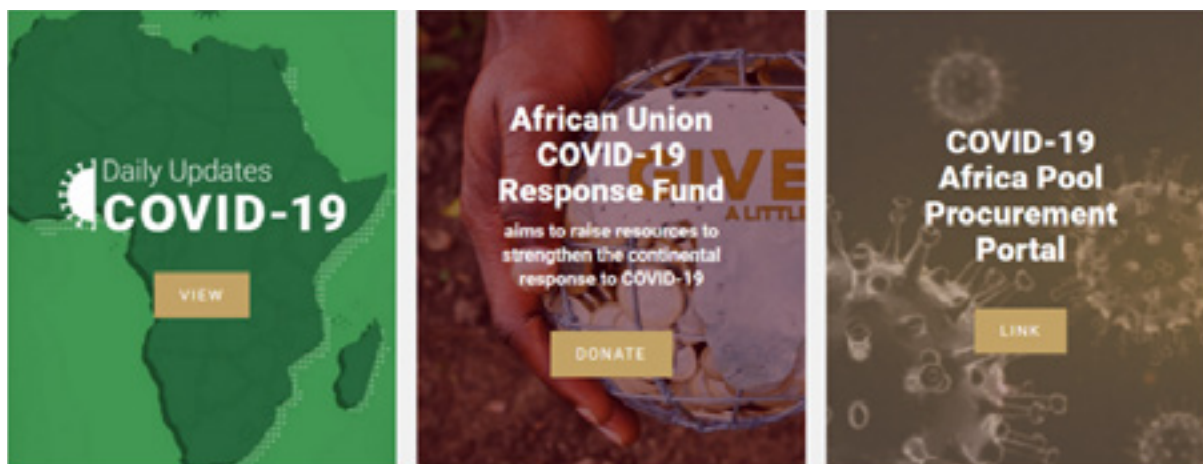 Daily Updates
COVID-19
VIEW
African Union
COVID-19
Response Fund
aims to raise resources to
strengthen the continental
response to COVID-19
GIVE
A LITTL
DONATE
COVID-19
Africa Pool
Procurement
Portal
LINK